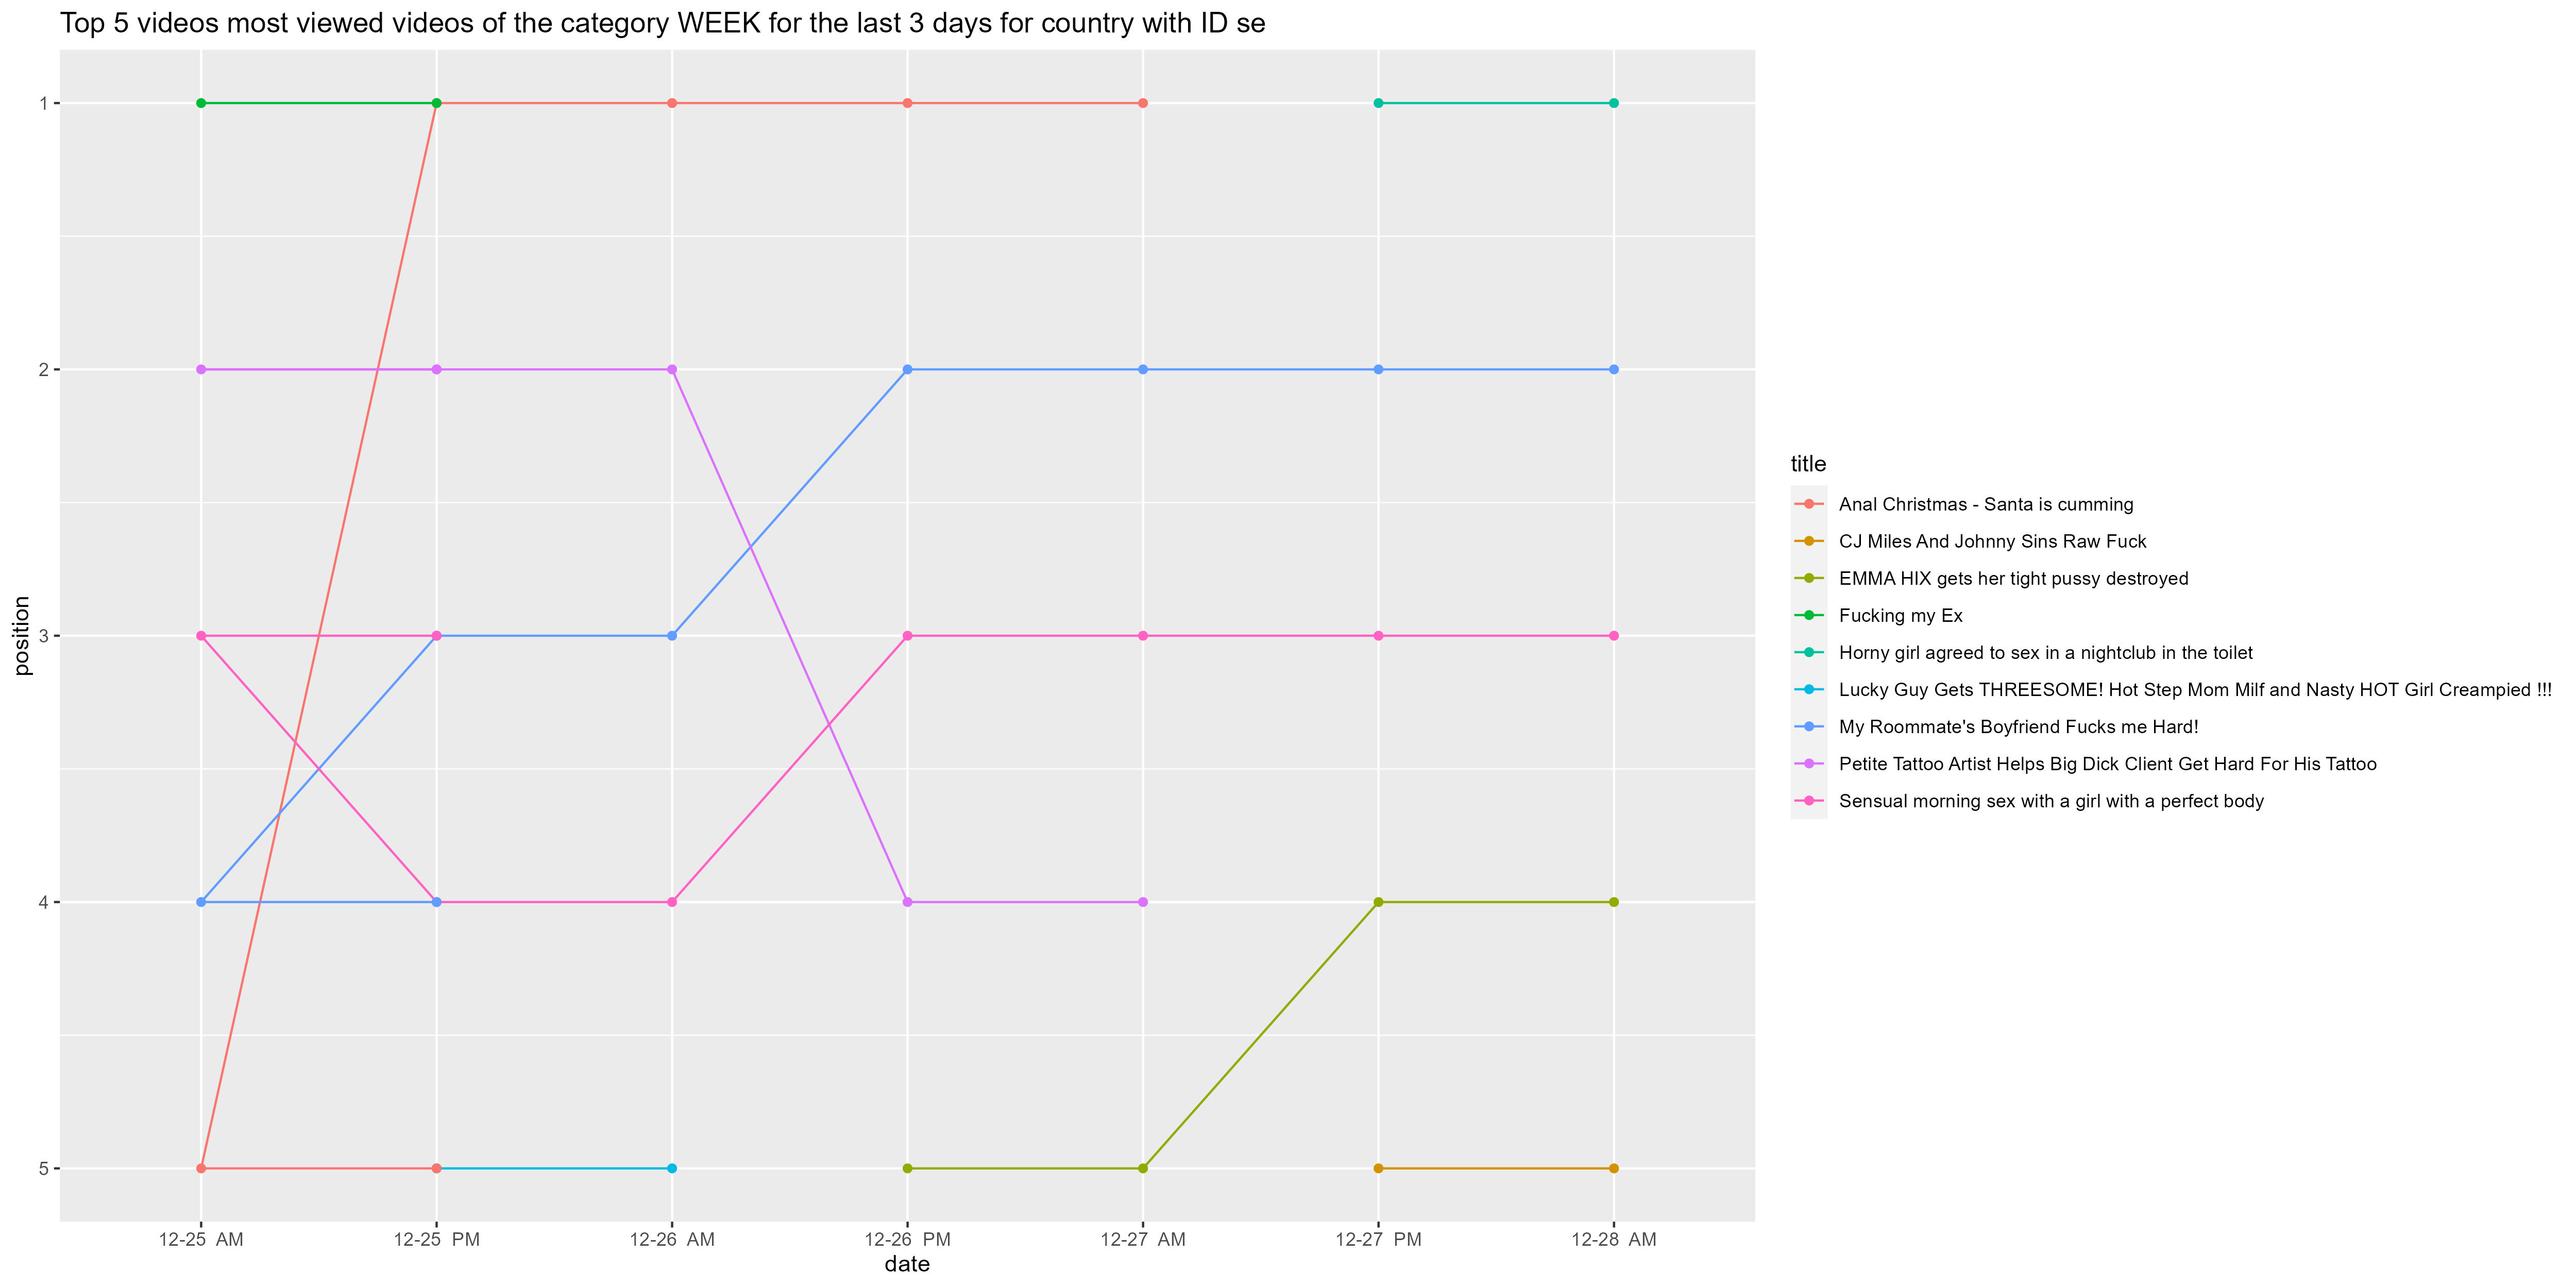 Top 5 videos most viewed videos of the category WEEK for the last 3 days for country with ID se
position
1
2
3
4
5
12-25 AM
12-25 PM
12-26 AM
12-26 PM
12-27 AM
12-27 PM
12-28 AM
date
title
Anal Christmas - Santa is cumming
CJ Miles And Johnny Sins Raw Fuck
EMMA HIX gets her tight pussy destroyed
Fucking my Ex
Horny girl agreed to sex in a nightclub in the toilet
Lucky Guy Gets THREESOME! Hot Step Mom Milf and Nasty HOT Girl Creampied !!!
My Roommate's Boyfriend Fucks me Hard!
Petite Tattoo Artist Helps Big Dick Client Get Hard For His Tattoo
Sensual morning sex with a girl with a perfect body